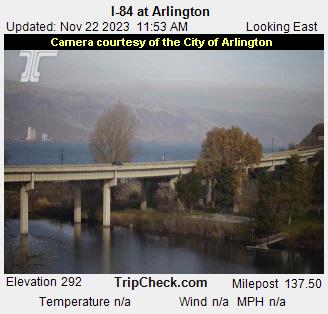 I-84 at Arlington
Updated: Nov 22 2023 11:53 AM Looking East
Camera courtesy of the City of Arlington
Elevation 292 TripCheck.com Milepost 137.50
Temperature n/a Wind n/a MPH n/a